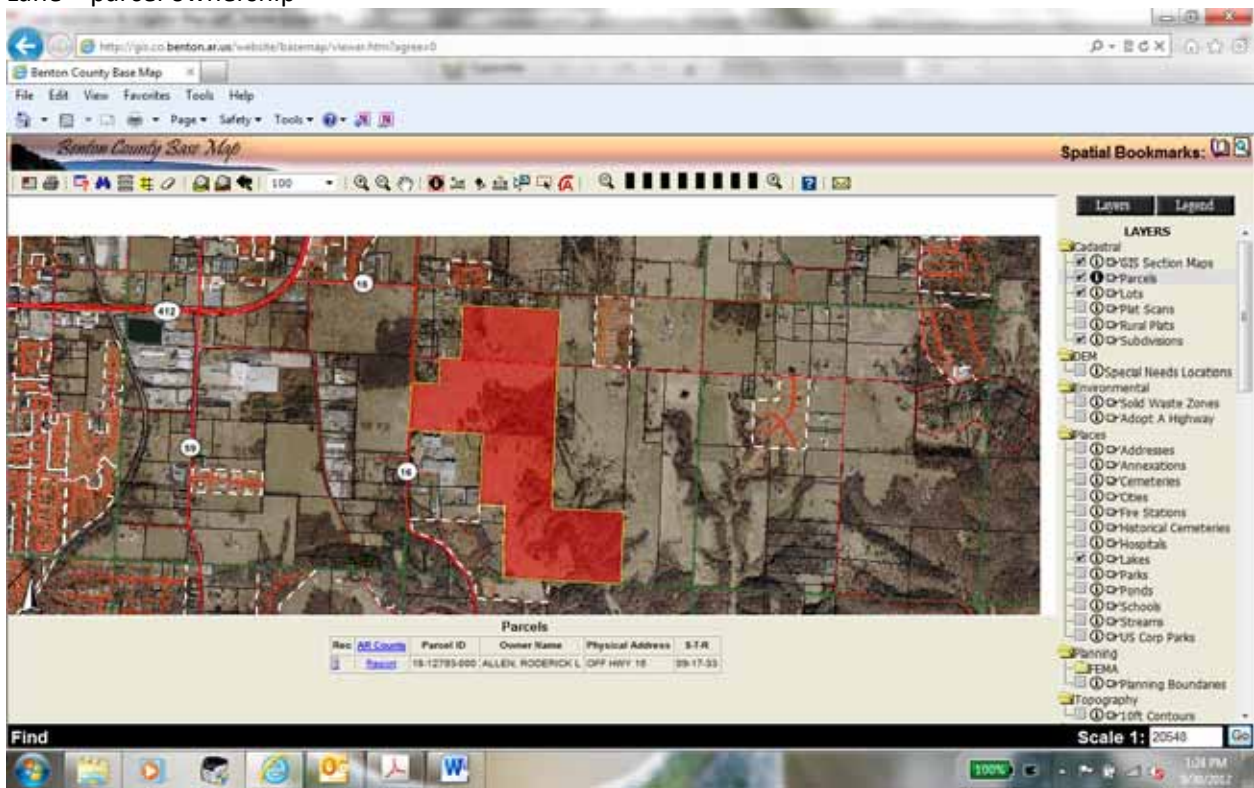 Land – parcel ownership
http://gis.co.benton.ar.us/website/basemap/viewer.htm?agree=0
Benton County Base Map
File Edit View Favorites Tools Help
Page Safety Tools
Benton County Base Map
Spatial Bookmarks:
100
Layers Legend
LAYERS
Cadastral
GIS Section Maps
Parcels
Lots
Plat Scans
Rural Plats
Subdivisions
DEM
Special Needs Locations
Environmental
Solid Waste Zones
Adopt A Highway
Places
Addresses
Annexations
Cemeteries
Cities
Fire Stations
Historical Cemeteries
Hospitals
Lakes
Parks
Ponds
Schools
Streams
US Corp Parks
Planning
FEMA
Planning Boundaries
Topography
10ft Contours
16
412
59
16
Parcels
Rec AR County Parcel ID Owner Name Physical Address S-T-R
1 Report 18-12793-000 ALLEN, RODERICK L OFF HWY 16 09-17-33
Find
Scale 1: 20548 Go
100%
1:24 PM
9/30/2012